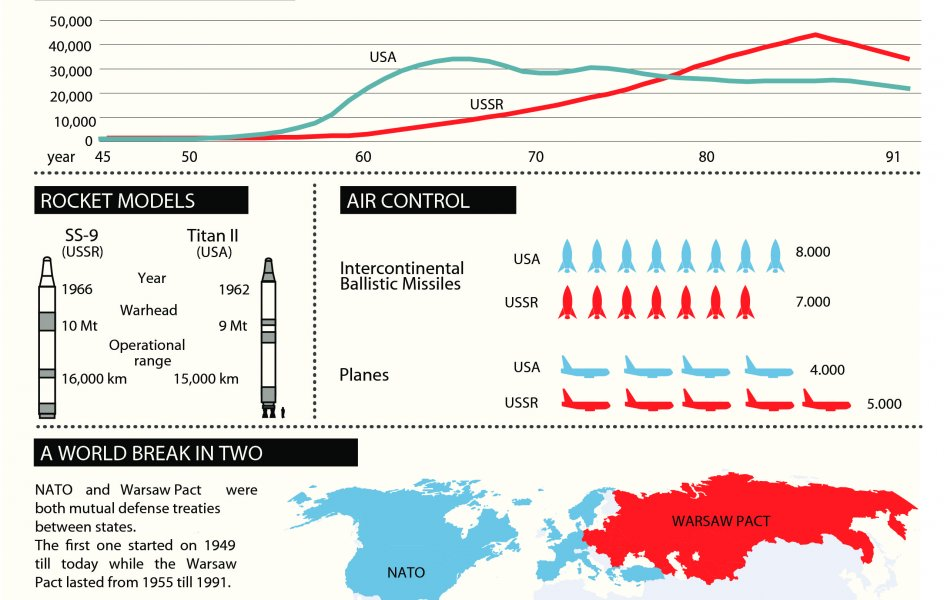 50,000
40,000
30,000
20,000
10,000
0
USA
USSR
year 45 50 60 70 80 91
ROCKET MODELS
SS-9
(USSR)
Titan II
(USA)
Year
1966
1962
Warhead
10 Mt
9 Mt
Operational
range
16,000 km
15,000 km
AIR CONTROL
Intercontinental
Ballistic Missiles
USA
8.000
USSR
7.000
Planes
USA
4.000
USSR
5.000
A WORLD BREAK IN TWO
NATO and Warsaw Pact were
both mutual defense treaties
between states.
The first one started on 1949
till today while the Warsaw
Pact lasted from 1955 till 1991.
NATO
WARSAW PACT